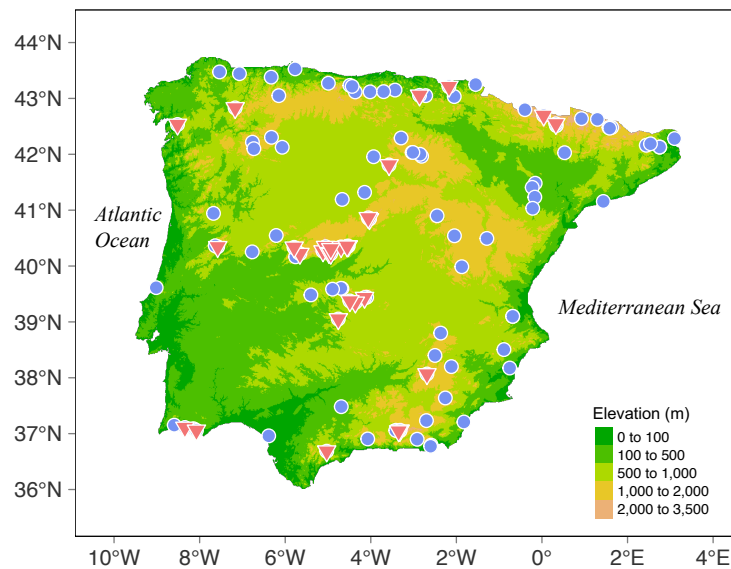 44°N
43°N
42°N
41°N
40°N
39°N
38°N
37°N
36°N
Atlantic
Ocean
Mediterranean Sea
Elevation (m)
0 to 100
100 to 500
500 to 1,000
1,000 to 2,000
2,000 to 3,500
10°W 8°W 6°W 4°W 2°W 0° 2°E 4°E